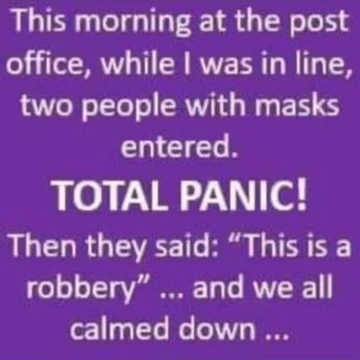 This morning at the post
office, while I was in line,
two people with masks
entered.
TOTAL PANIC!
Then they said: “This is a
robbery” ... and we all
calmed down ...